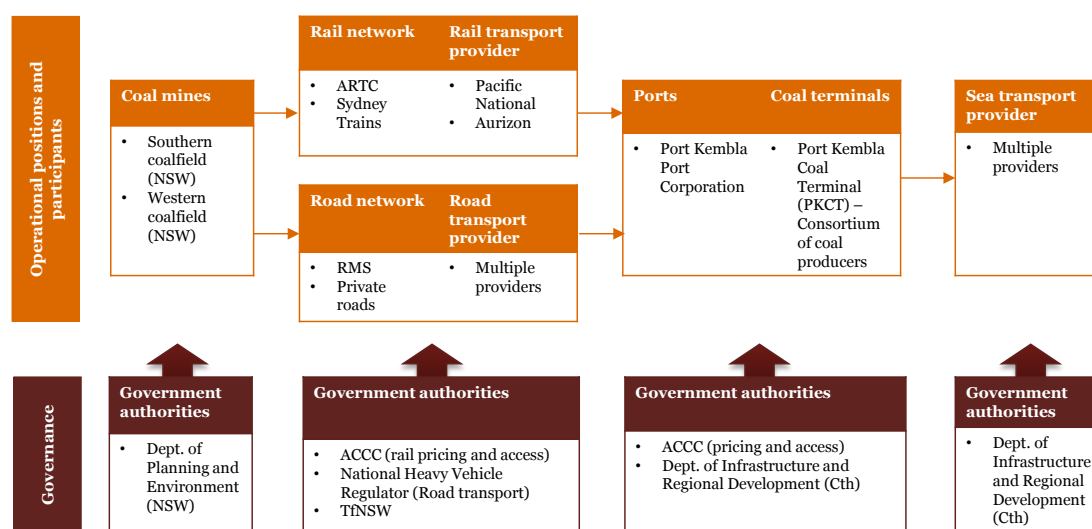 Operational positions and
participants
Coal mines
• Southern
coalfield
(NSW)
• Western
coalfield
(NSW)
Rail network
• ARTC
• Sydney
Trains
Rail transport
provider
• Pacific
National
• Aurizon
Road network
• RMS
• Private
roads
Road
transport
provider
• Multiple
providers
Ports
• Port Kembla
Port
Corporation
Coal terminals
• Port Kembla
Coal
Terminal
(PKCT) –
Consortium
of coal
producers
Sea transport
provider
• Multiple
providers
Governance
Government
authorities
• Dept. of
Planning and
Environment
(NSW)
Government authorities
• ACCC (rail pricing and access)
• National Heavy Vehicle
Regulator (Road transport)
• TfNSW
Government authorities
• ACCC (pricing and access)
• Dept. of Infrastructure and
Regional Development (Cth)
Government
authorities
• Dept. of
Infrastructure
and Regional
Development
(Cth)